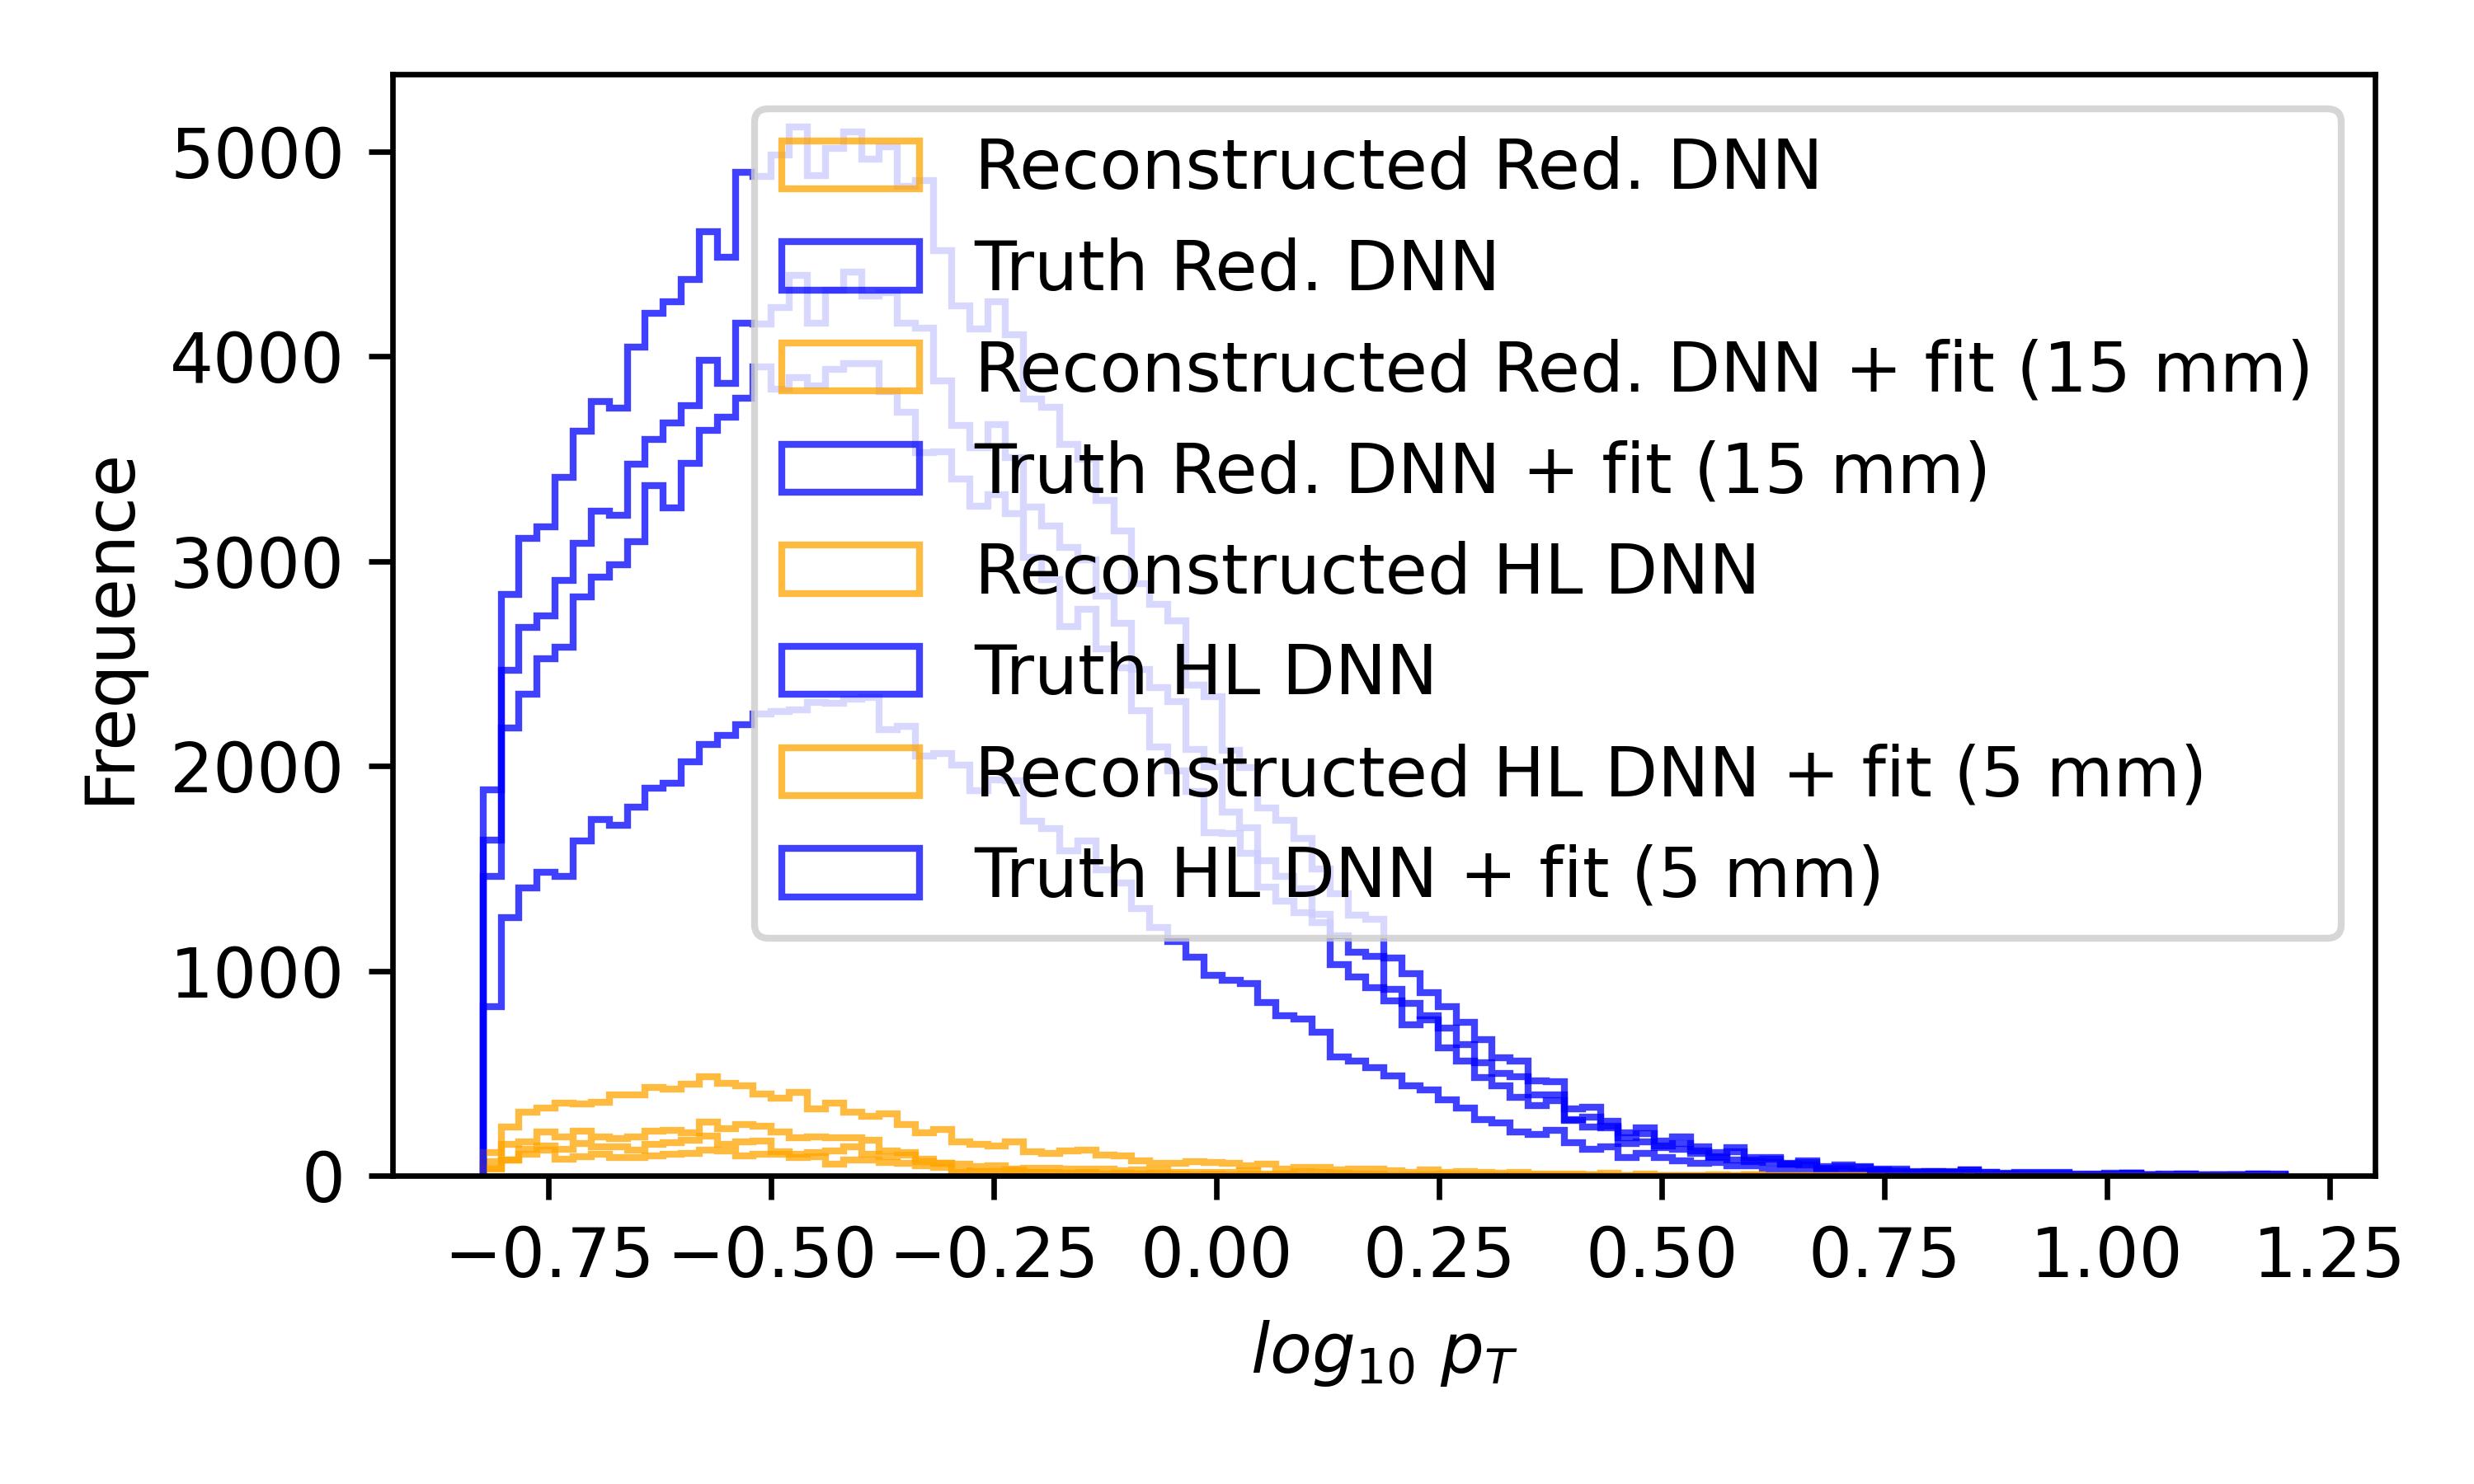 Frequence
5000
4000
3000
2000
1000
0
Reconstructed Red. DNN
Truth Red. DNN
Reconstructed Red. DNN + fit (15 mm)
Truth Red. DNN + fit (15 mm)
Reconstructed HL DNN
Truth HL DNN
Reconstructed HL DNN + fit (5 mm)
Truth HL DNN + fit (5 mm)
−0.75 −0.50 −0.25 0.00 0.25 0.50 0.75 1.00 1.25
log₁₀ p_T